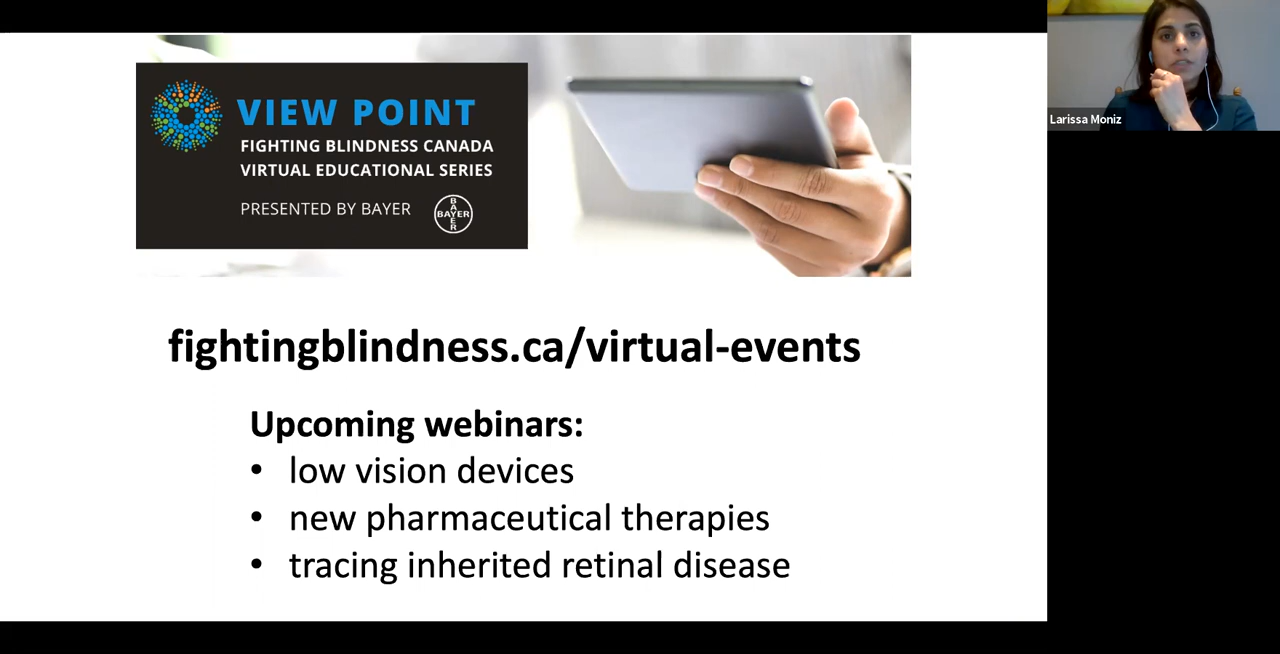 VIEW POINT
FIGHTING BLINDNESS CANADA
VIRTUAL EDUCATIONAL SERIES
PRESENTED BY BAYER
BAYER
BAYER
Larissa Moniz
fightingblindness.ca/virtual-events
Upcoming webinars:
• low vision devices
• new pharmaceutical therapies
• tracing inherited retinal disease